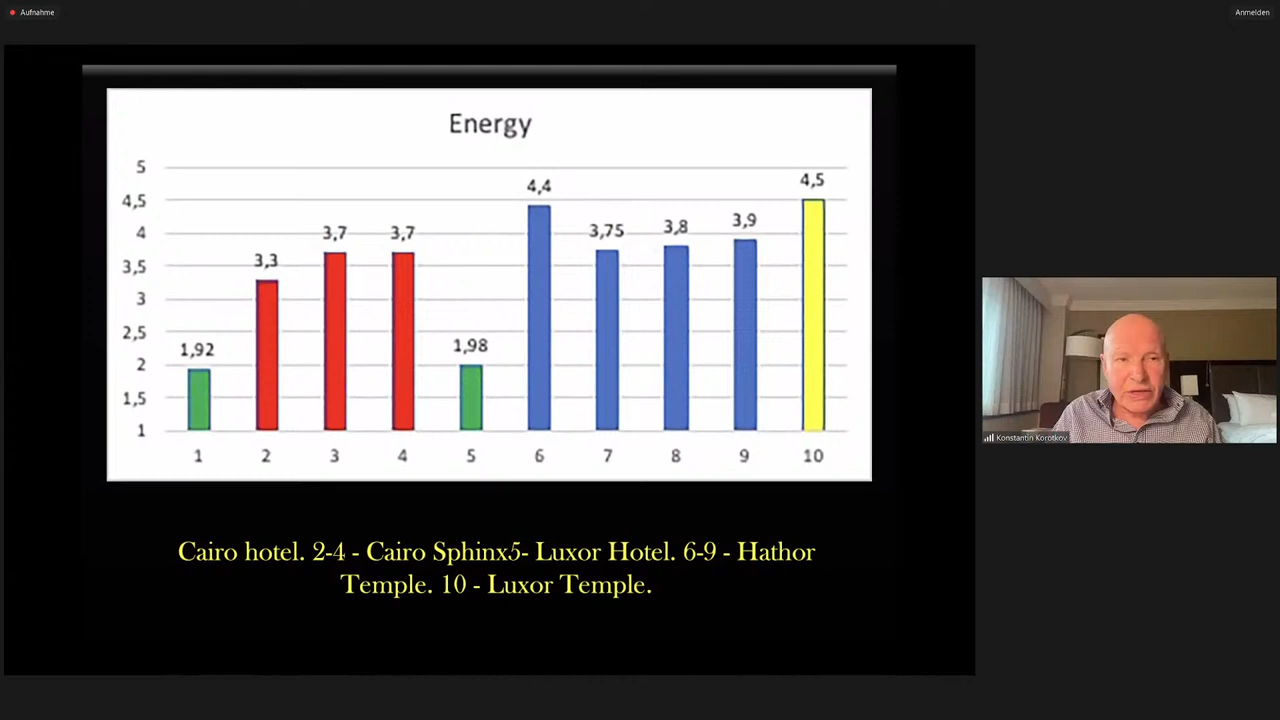 Aufnahme
Anmelden
Energy
5
4,5
4
3,5
3
2,5
2
1,5
1
1,92
3,3
3,7
3,7
1,98
4,4
3,75
3,8
3,9
4,5
1 2 3 4 5 6 7 8 9 10
Cairo hotel. 2-4 - Cairo Sphinx5- Luxor Hotel. 6-9 - Hathor
Temple. 10 - Luxor Temple.
Konstantin Korotkov